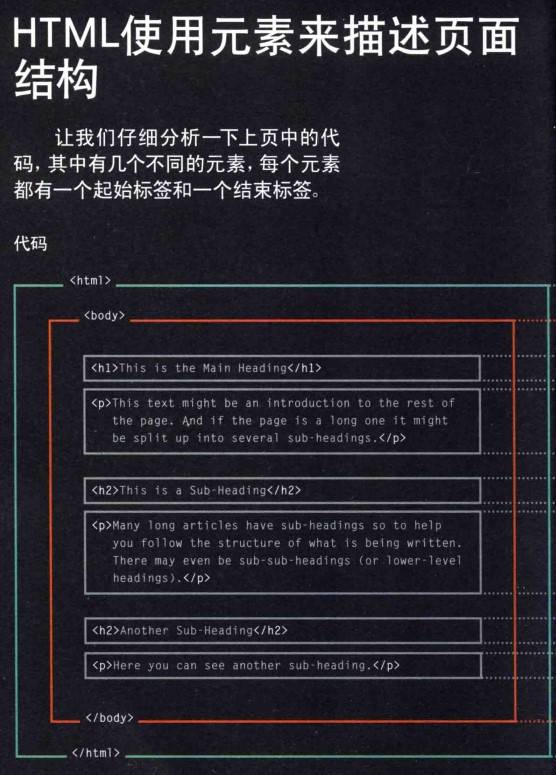 HTML使用元素来描述页面
结构
让我们仔细分析一下上页中的代
码，其中有几个不同的元素，每个元素
都有一个起始标签和一个结束标签。
代码
<html>
<body>
<h1>This is the Main Heading</h1>
<p>This text might be an introduction to the rest of
the page. And if the page is a long one it might
be split up into several sub-headings.</p>
<h2>This is a Sub-Heading</h2>
<p>Many long articles have sub-headings so to help
you follow the structure of what is being written.
There may even be sub-sub-headings (or lower-level
headings).</p>
<h2>Another Sub-Heading</h2>
<p>Here you can see another sub-heading.</p>
</body>
</html>